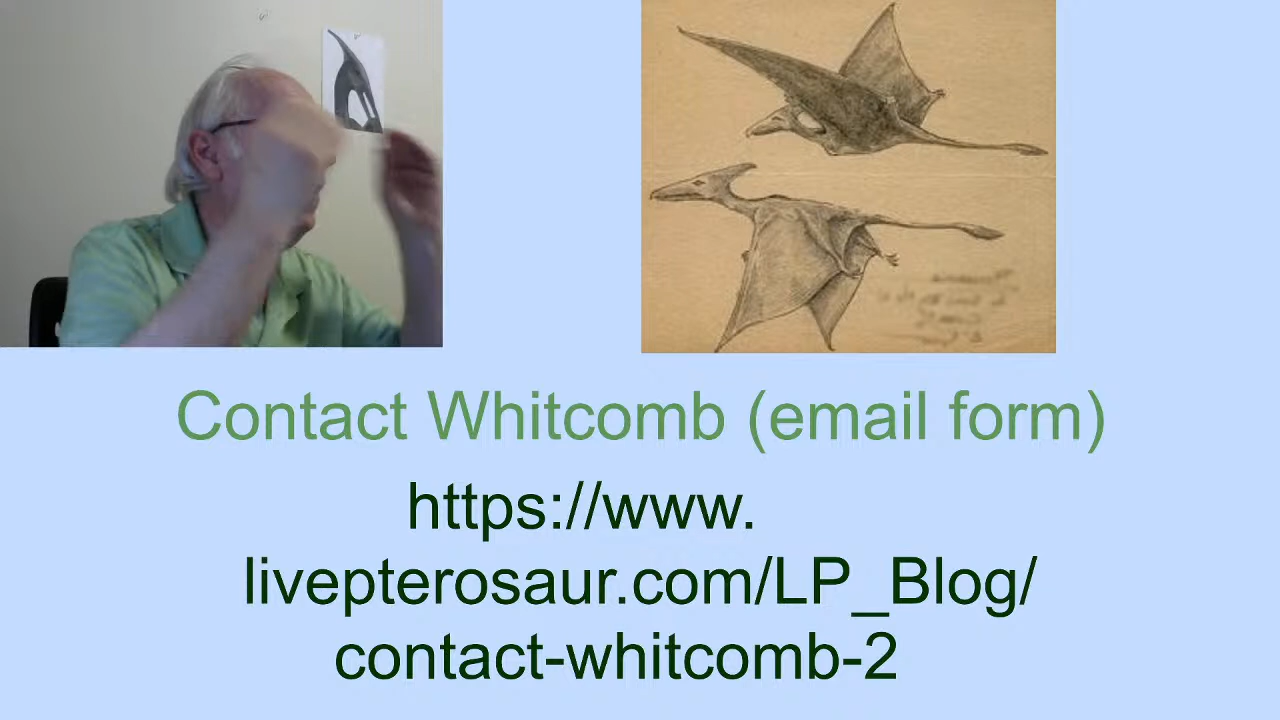 Contact Whitcomb (email form)
https://www.
livepterosaur.com/LP_Blog/
contact-whitcomb-2